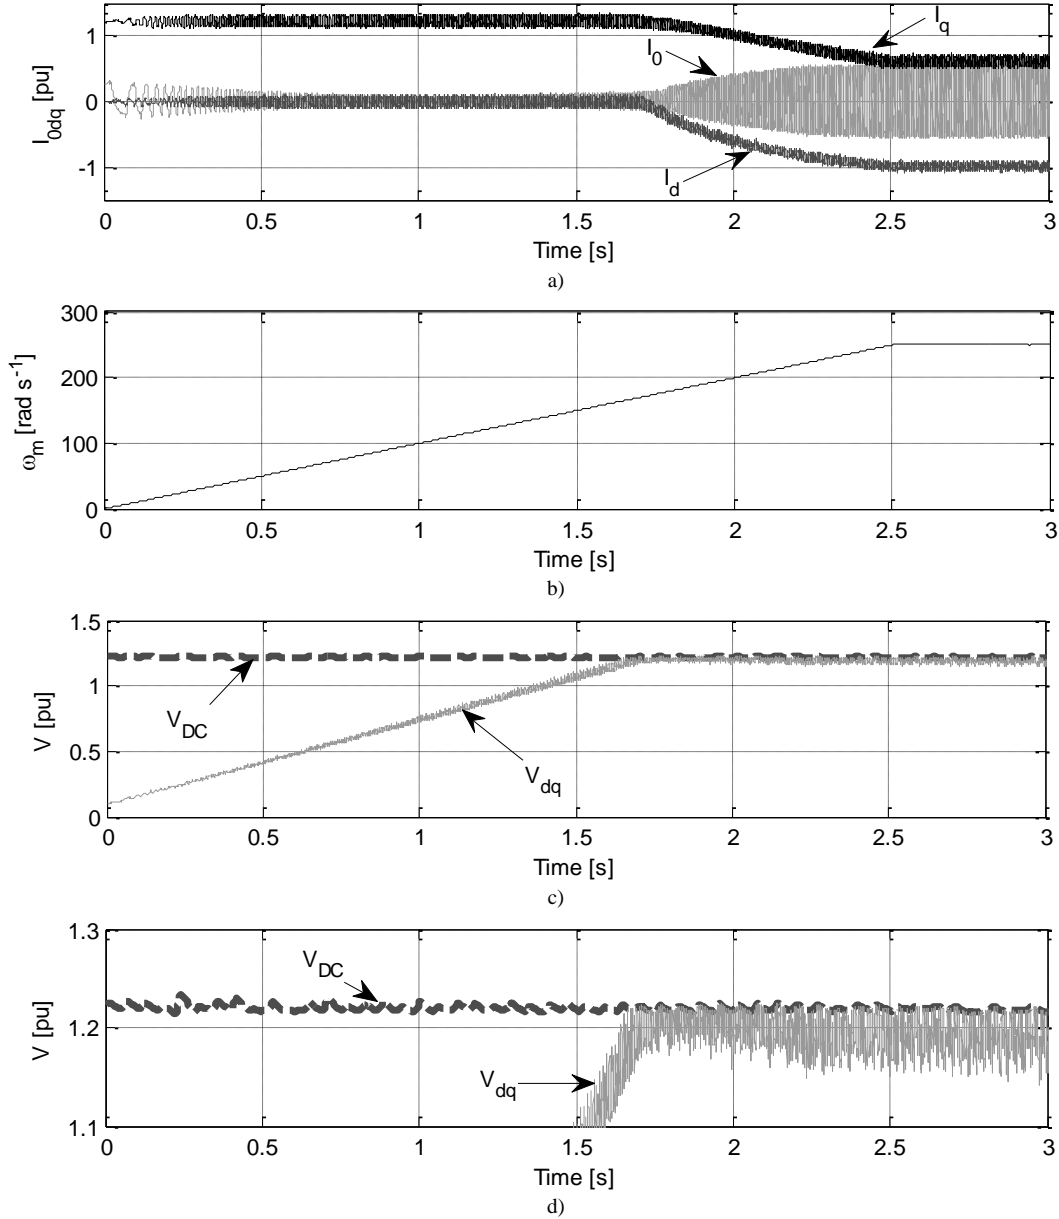 I0dq [pu]
1
0
-1
Iq
I0
Id
0 0.5 1 1.5 2 2.5 3
Time [s]
a)
ωm [rad s-1]
300
200
100
0
0 0.5 1 1.5 2 2.5 3
Time [s]
b)
V [pu]
1.5
1
0.5
0
VDC
Vdq
0 0.5 1 1.5 2 2.5 3
Time [s]
c)
V [pu]
1.3
1.2
1.1
VDC
Vdq
0 0.5 1 1.5 2 2.5 3
Time [s]
d)